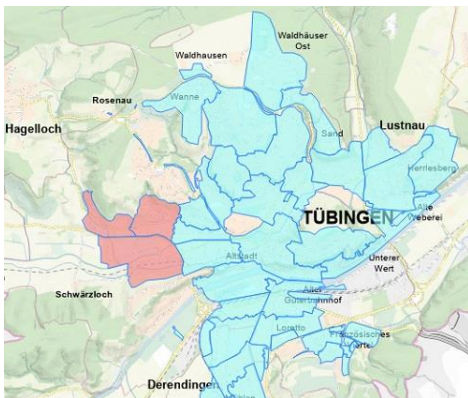 Waldhäuser
Ost
Waldhausen
Wanne
Rosenau
Hagelloch
Sand
Lustnau
Herrlesberg
TÜBINGEN
Alte
Weberei
Altstadt
Unterer
Wert
Schwärzloch
Alter
Güterbahnhof
Loretto
Französisches
Derendingen